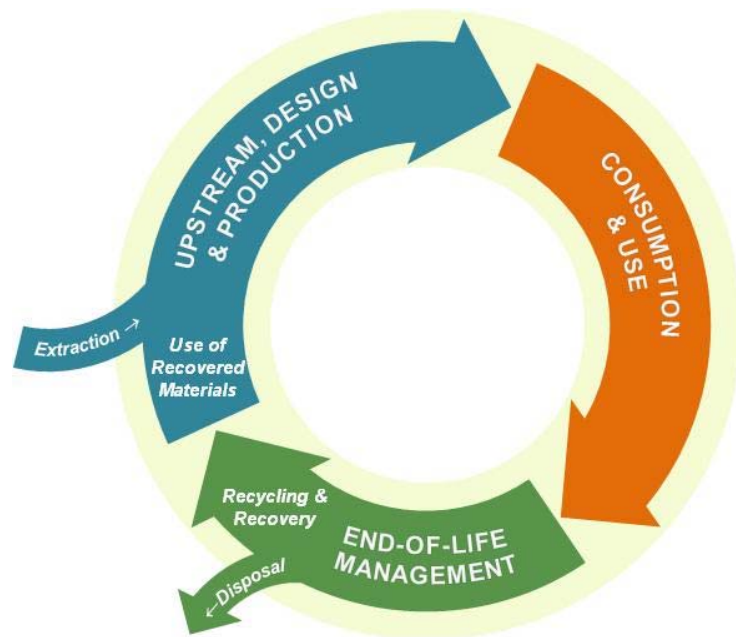 UPSTREAM, DESIGN
& PRODUCTION
CONSUMPTION
& USE
Extraction →
Use of
Recovered
Materials
Recycling &
Recovery
END-OF-LIFE
MANAGEMENT
←Disposal